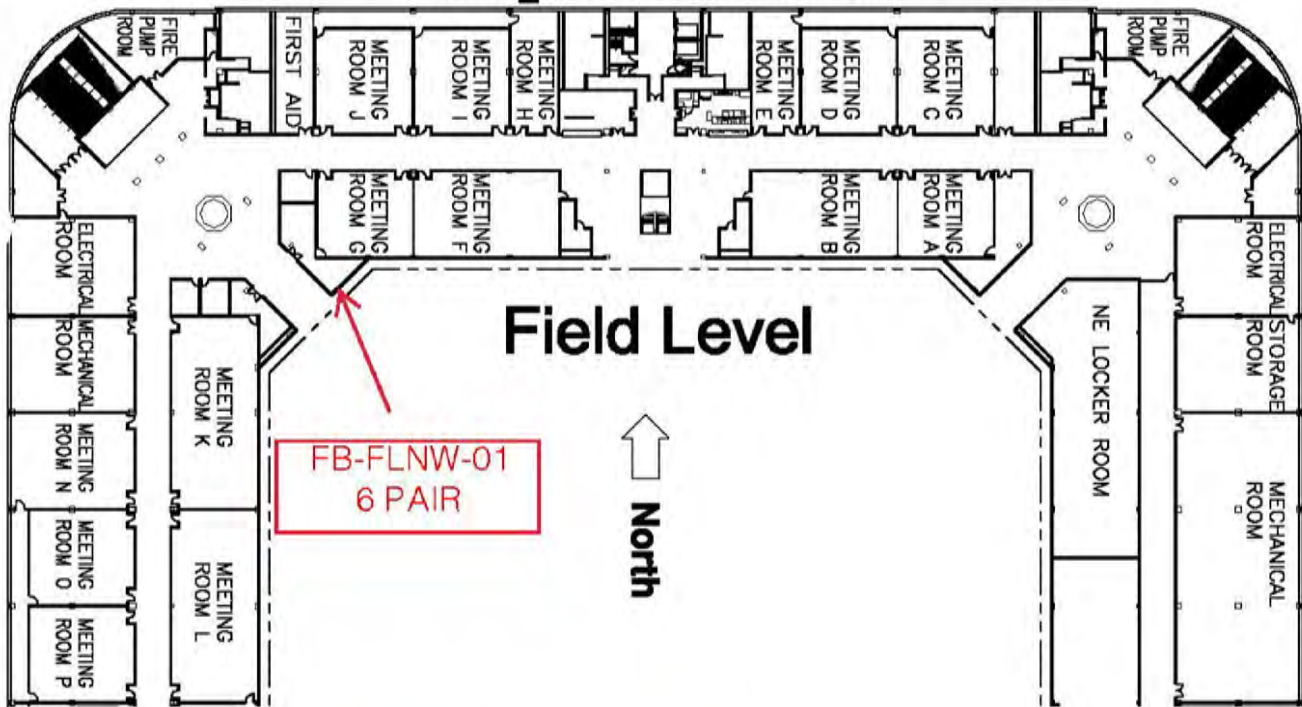 FIRE
PUMP
ROOM
FIRST AID
MEETING
ROOM J
MEETING
ROOM I
MEETING
ROOM H
MEETING
ROOM E
MEETING
ROOM D
MEETING
ROOM C
FIRE
PUMP
ROOM
MEETING
ROOM G
MEETING
ROOM F
MEETING
ROOM B
MEETING
ROOM A
ELECTRICAL
ROOM
ELECTRICAL
ROOM
Field Level
MECHANICAL
ROOM
MEETING
ROOM K
NE LOCKER ROOM
STORAGE
ROOM
FB-FLNW-01
6 PAIR
North
MEETING
ROOM N
MEETING
ROOM O
MEETING
ROOM L
MECHANICAL
ROOM
MEETING
ROOM P